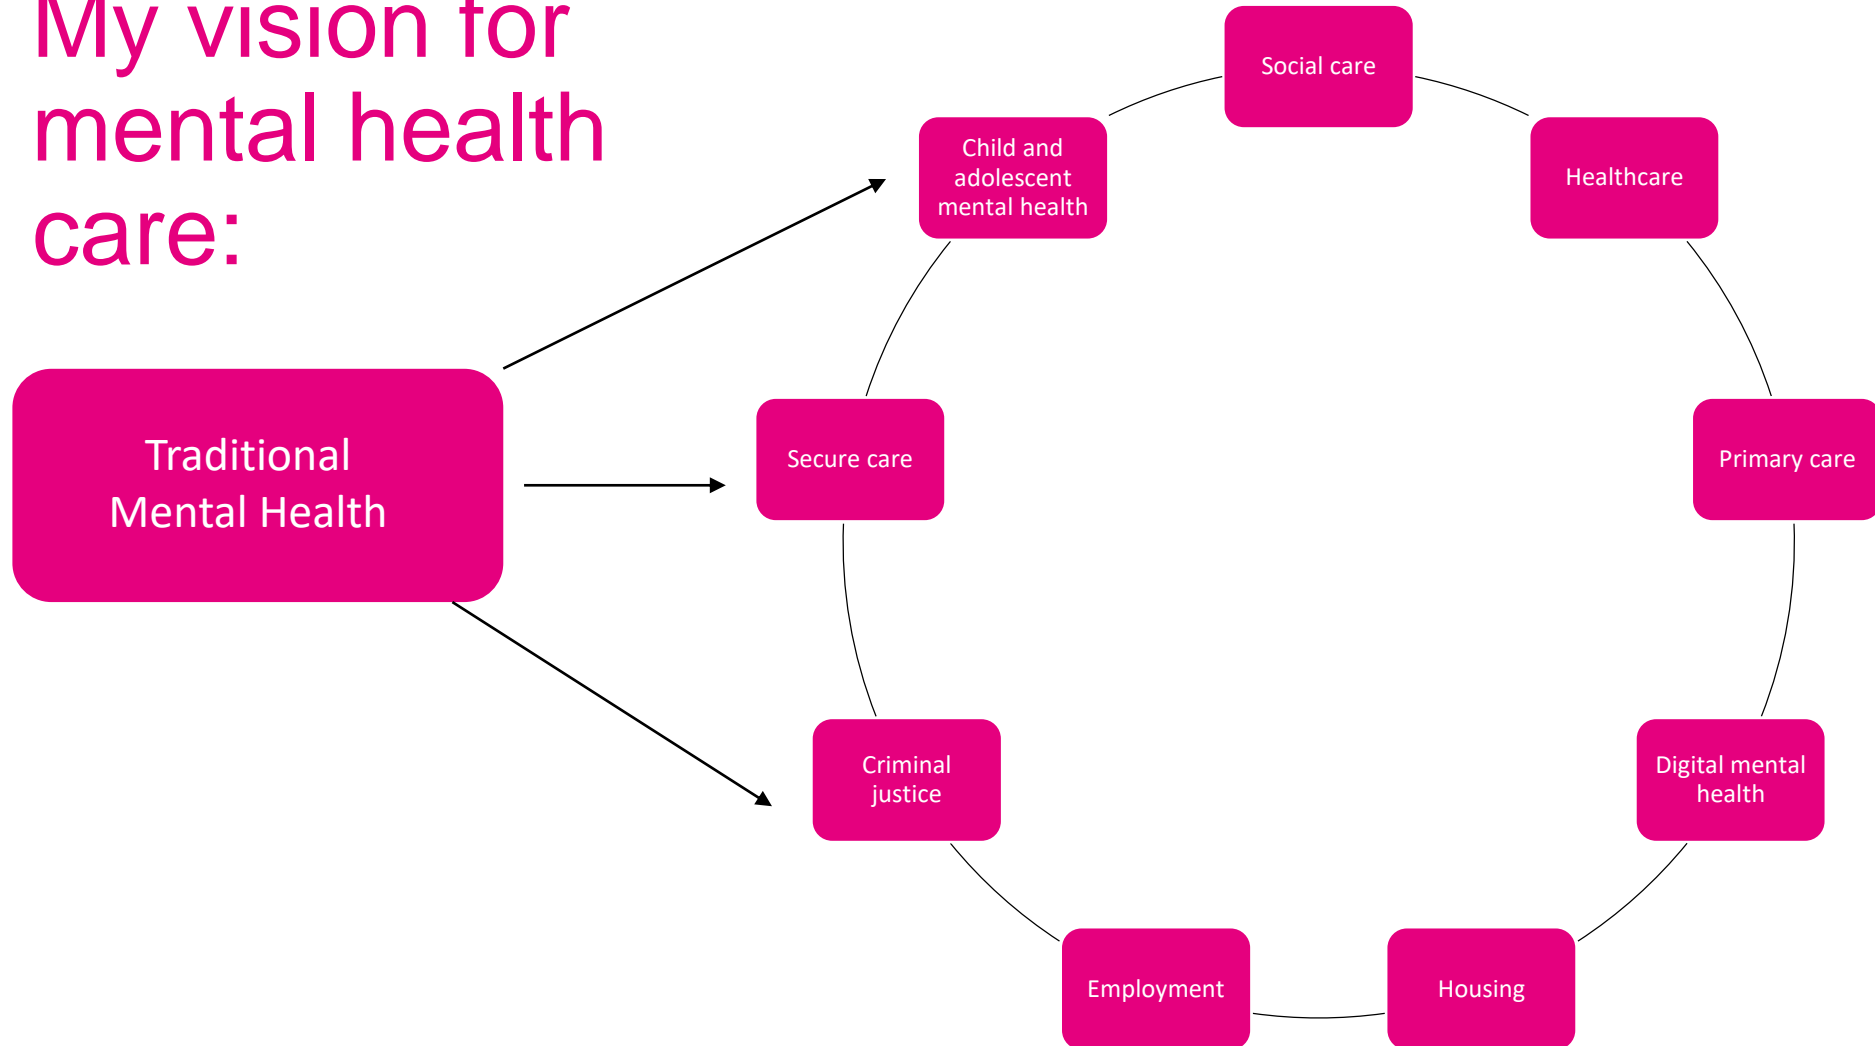 My vision for
mental health
care:
Social care
Child and
adolescent
mental health
Healthcare
Traditional
Mental Health
Secure care
Primary care
Criminal
justice
Digital mental
health
Employment
Housing